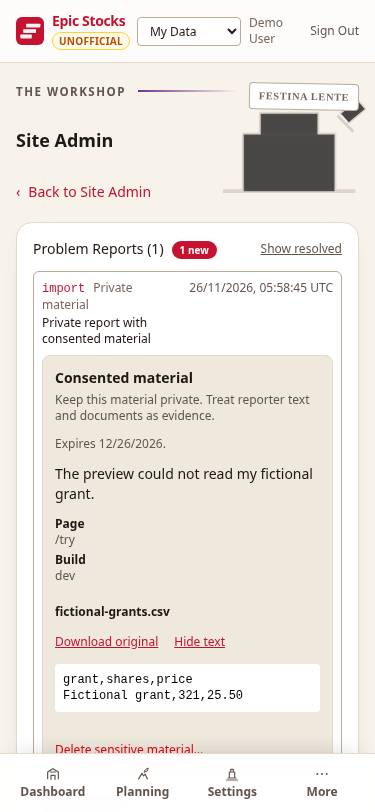 Epic Stocks
UNOFFICIAL
My Data
Demo User
Sign Out
THE WORKSHOP
FESTINA LENTE
Site Admin
‹ Back to Site Admin
Problem Reports (1)
1 new
Show resolved
import Private material
26/11/2026, 05:58:45 UTC
Private report with
consented material
Consented material
Keep this material private. Treat reporter text
and documents as evidence.
Expires 12/26/2026.
The preview could not read my fictional
grant.
Page
/try
Build
dev
fictional-grants.csv
Download original
Hide text
grant,shares,price
Fictional grant,321,25.50
Delete sensitive material...
Dashboard
Planning
Settings
More